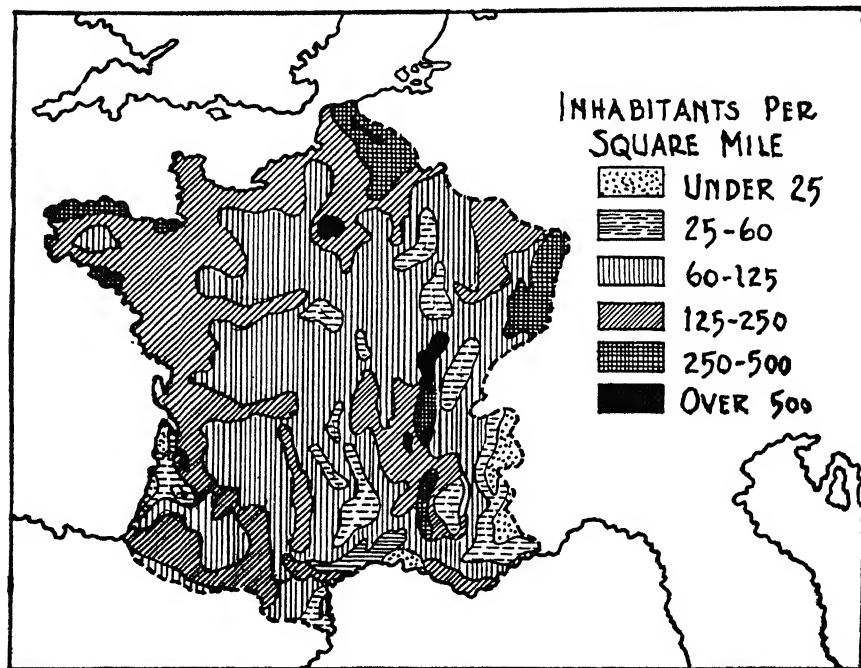 INHABITANTS PER
SQUARE MILE
UNDER 25
25-60
60-125
125-250
250-500
OVER 500